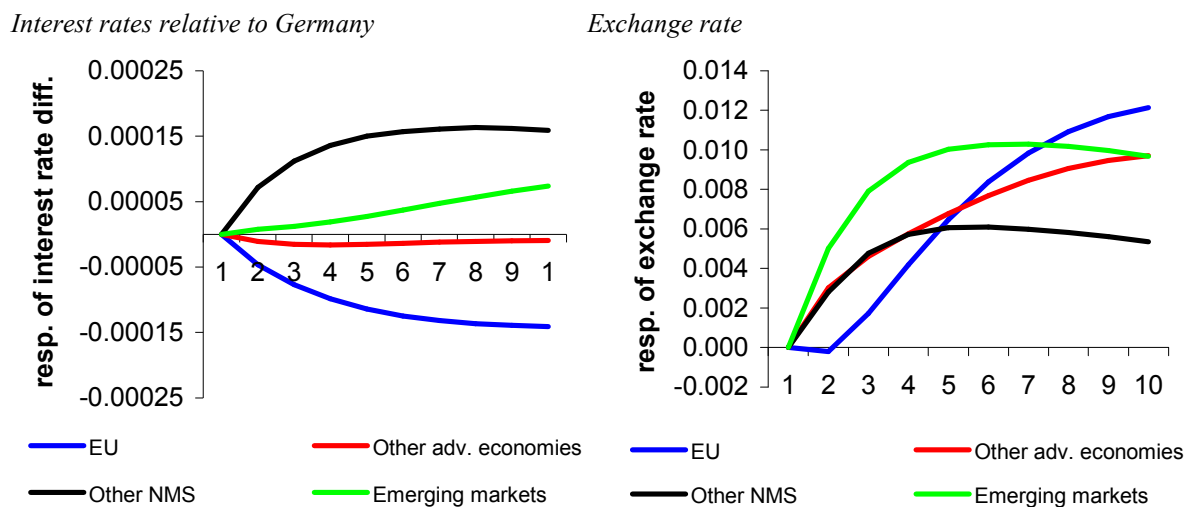 Interest rates relative to Germany
resp. of interest rate diff.
0.00025
0.00015
0.00005
-0.00005
-0.00015
-0.00025
1 2 3 4 5 6 7 8 9 1
EU
Other adv. economies
Other NMS
Emerging markets
Exchange rate
resp. of exchange rate
0.014
0.012
0.010
0.008
0.006
0.004
0.002
0.000
-0.002
1 2 3 4 5 6 7 8 9 10
EU
Other adv. economies
Other NMS
Emerging markets